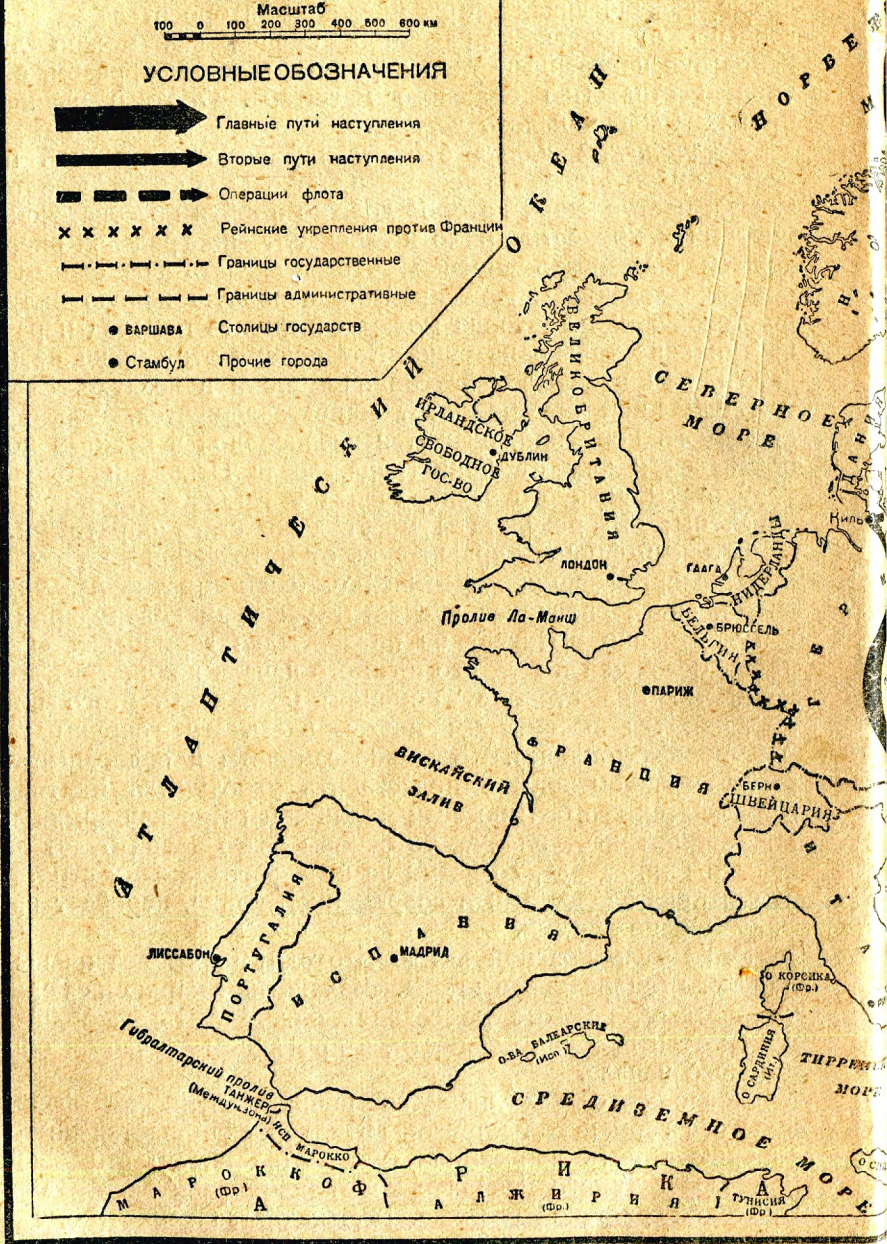 Масштаб
100 0 100 200 300 400 500 600 км
УСЛОВНЫЕ ОБОЗНАЧЕНИЯ
Главные пути наступления
Вторые пути наступления
Операции флота
Рейнские укрепления против Франции
Границы государственные
Границы административные
ВАРШАВА Столицы государств
Стамбул Прочие города
АТЛАНТИЧЕСКИЙ ОКЕАН
НОРВЕ
М
О
Н
СЕВЕРНОЕ
МОРЕ
ВЕЛИКОБРИТАНИЯ
ИРЛАНДСКОЕ
СВОБОДНОЕ
ГОС-ВО
ДУБЛИН
ДАНИ
Киль
ЛОНДОН
ГААГА
НИДЕРЛАНДЫ
Пролив Ла-Манш
БЕЛЬГИЯ
БРЮССЕЛЬ
ПАРИЖ
ФРАНЦИЯ
БИСКАЙСКИЙ
ЗАЛИВ
БЕРН
ШВЕЙЦАРИЯ
И
Т
А
ПОРТУГАЛИЯ
ЛИССАБОН
ИСПАНИЯ
МАДРИД
О КОРСИКА
(Фр.)
О САРДИНИЯ
(Ит.)
О-ВА БАЛЕАРСКИЕ
(Исп.)
ТИРРЕН
МОРЕ
Гибралтарский пролив
ТАНЖЕР
(Междун.зона)
ИСП МАРОККО
СРЕДИЗЕМНОЕ МОРЕ
МАРОККО
(Фр)
АФРИКА
АЛЖИРИЯ
(Фр.)
ТУНИСИЯ
(Фр)